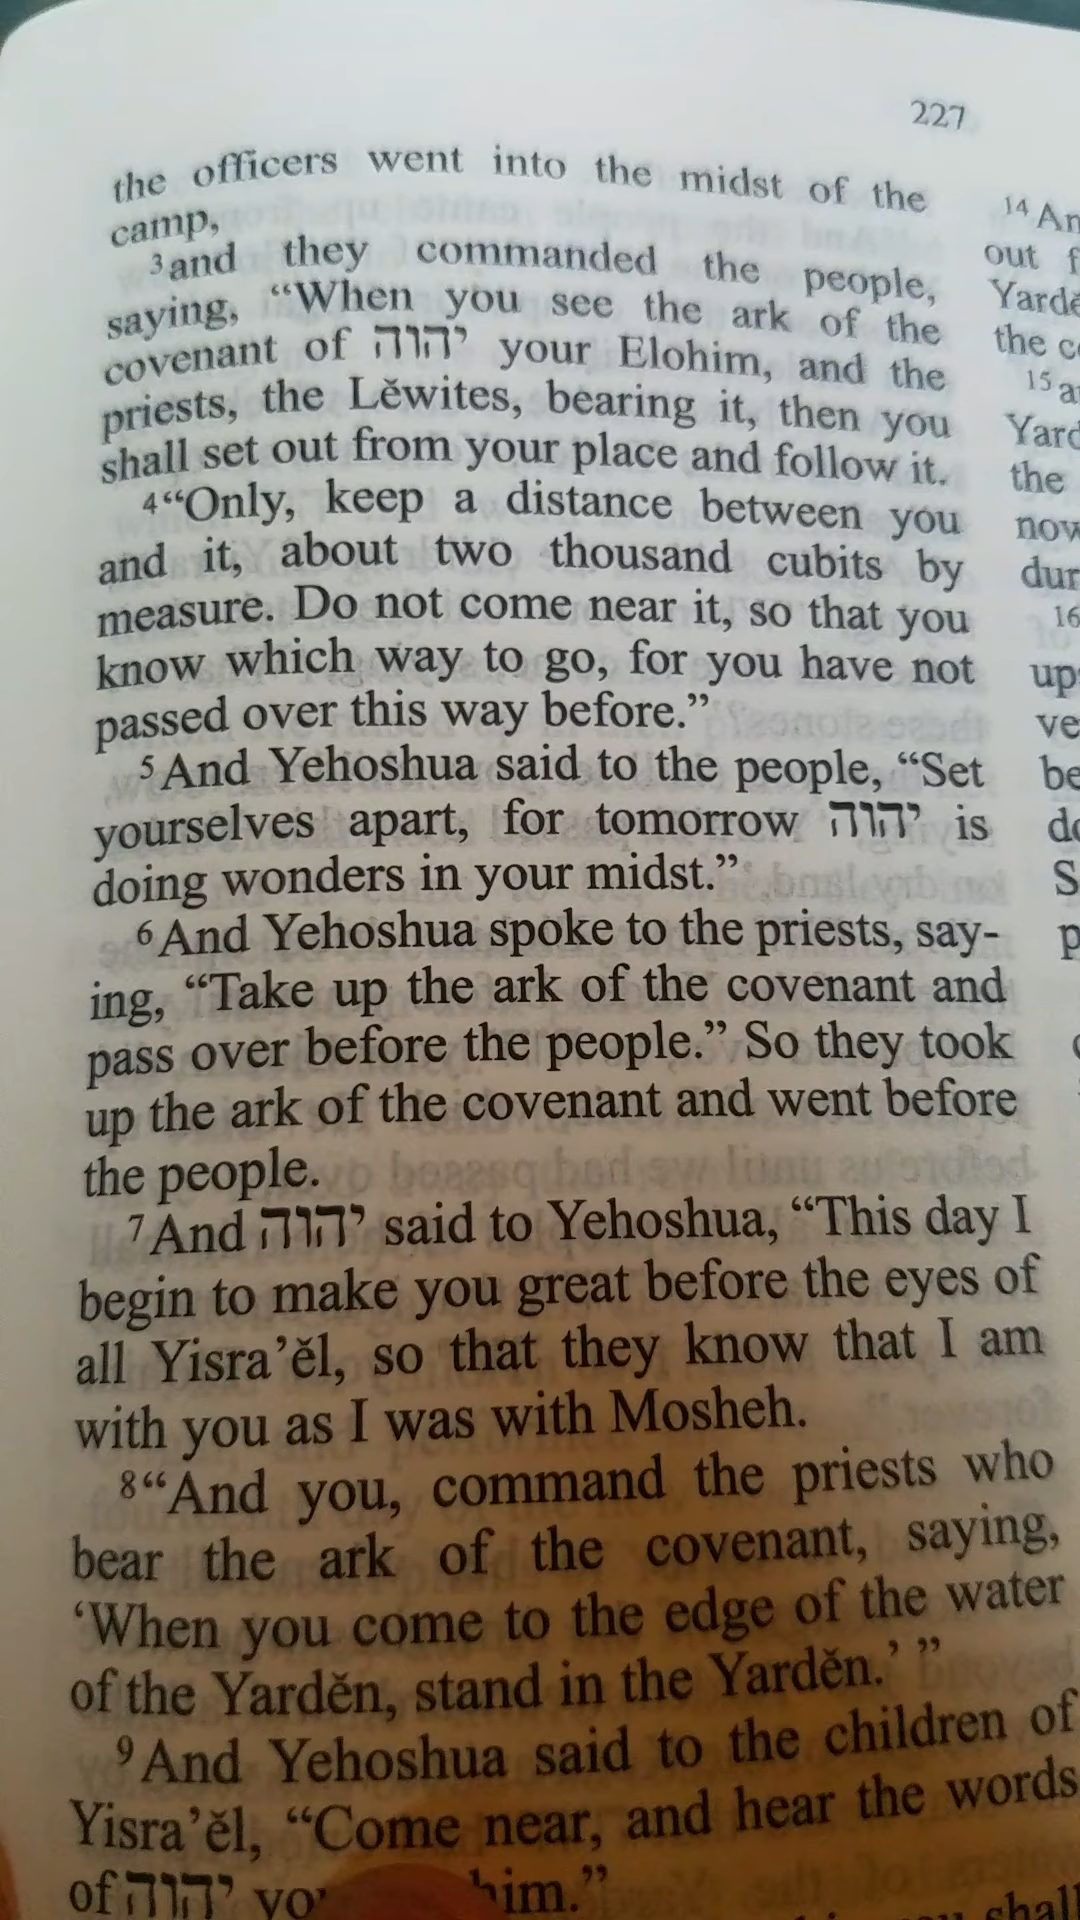 227
the officers went into the midst of the
camp,
3 and they commanded the people,
saying, “When you see the ark of the
covenant of יהוה your Elohim, and the
priests, the Lĕwites, bearing it, then you
shall set out from your place and follow it.
4 “Only, keep a distance between you
and it, about two thousand cubits by
measure. Do not come near it, so that you
know which way to go, for you have not
passed over this way before.”
5 And Yehoshua said to the people, “Set
yourselves apart, for tomorrow יהוה is
doing wonders in your midst.”
6 And Yehoshua spoke to the priests, say-
ing, “Take up the ark of the covenant and
pass over before the people.” So they took
up the ark of the covenant and went before
the people.
7 And יהוה said to Yehoshua, “This day I
begin to make you great before the eyes of
all Yisra’ĕl, so that they know that I am
with you as I was with Mosheh.
8 “And you, command the priests who
bear the ark of the covenant, saying,
‘When you come to the edge of the water
of the Yardĕn, stand in the Yardĕn.’ ”
9 And Yehoshua said to the children of
Yisra’ĕl, “Come near, and hear the words
of יהוה
14
out
the
15
the
16
shall